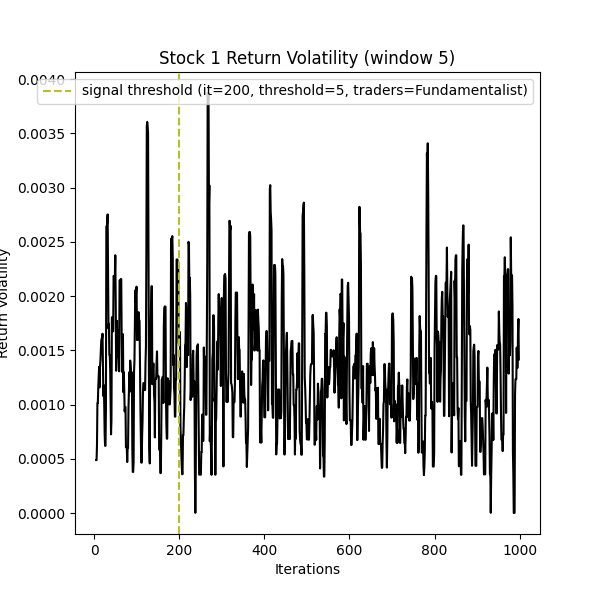 Stock 1 Return Volatility (window 5)
signal threshold (it=200, threshold=5, traders=Fundamentalist)
0.0040
0.0035
0.0030
0.0025
0.0020
0.0015
0.0010
0.0005
0.0000
Return Volatility
0 200 400 600 800 1000
Iterations